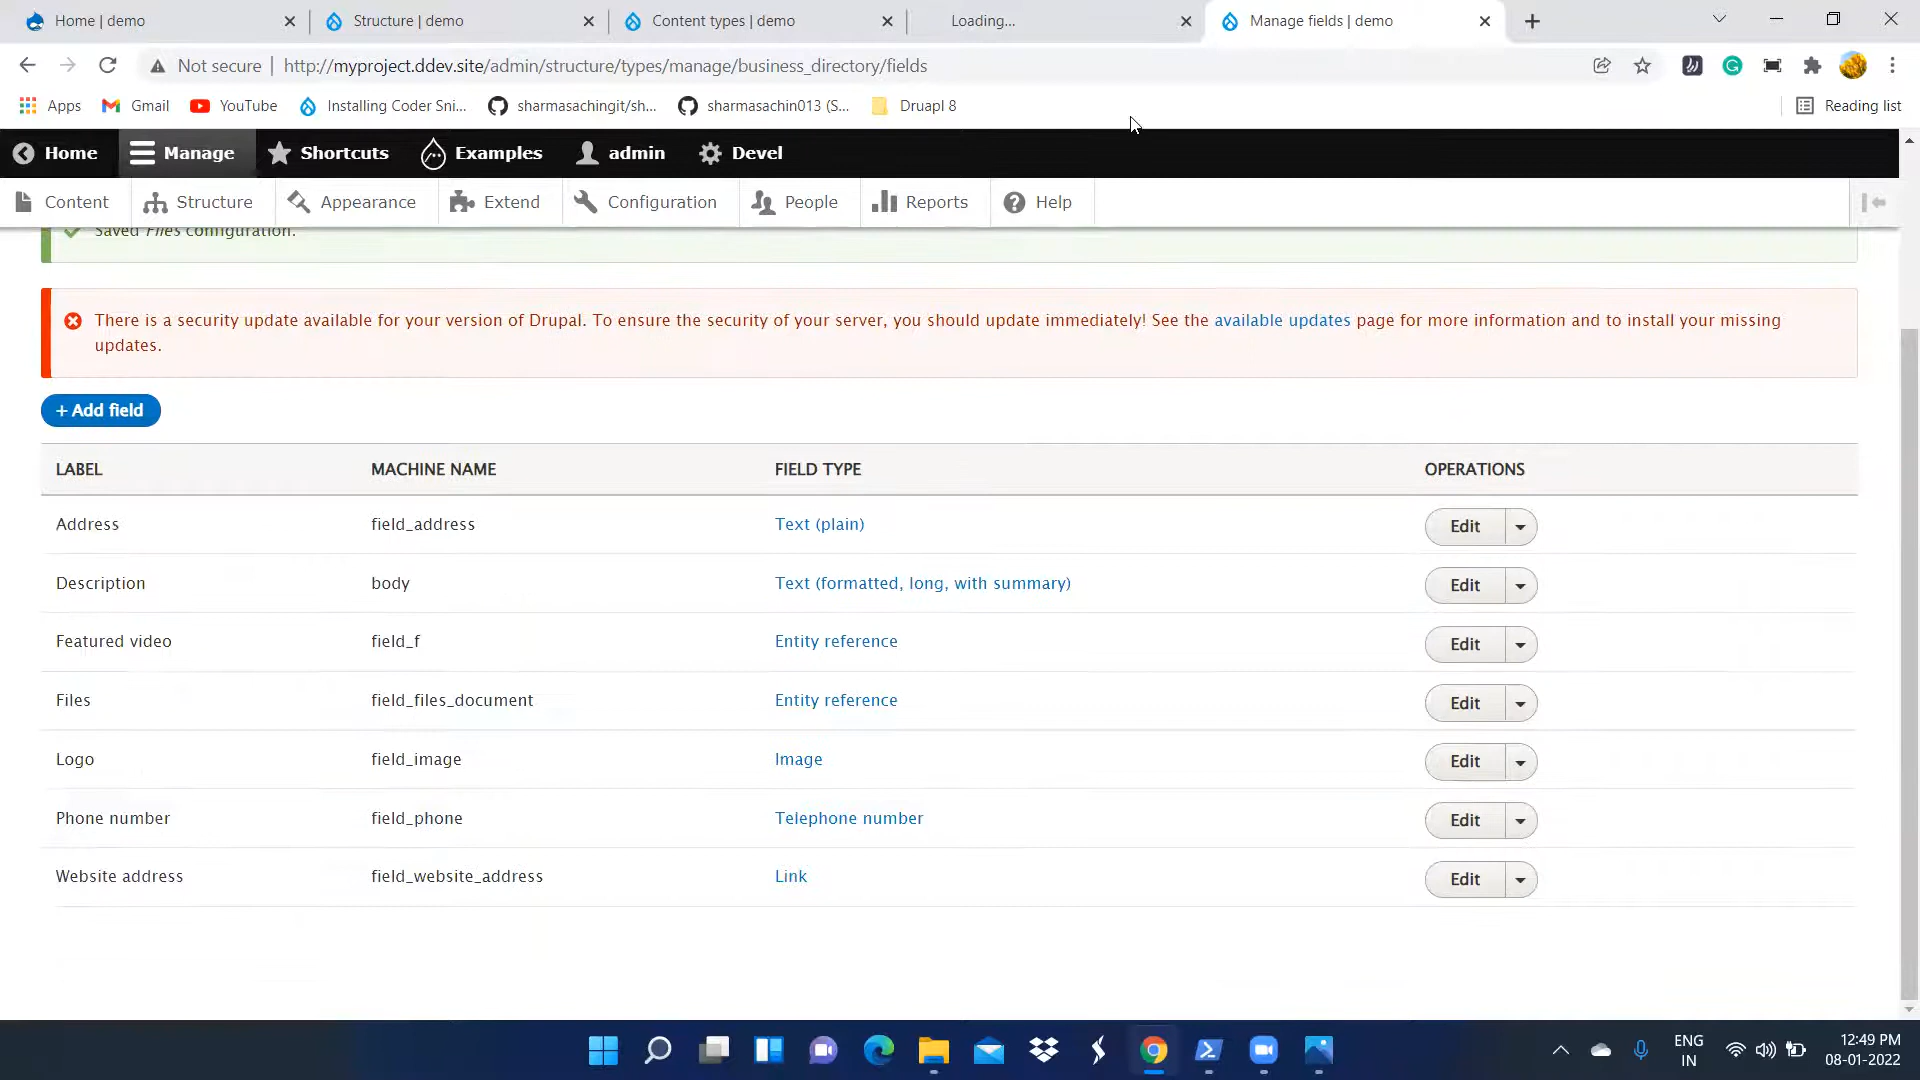 Home | demo
Structure | demo
Content types | demo
Loading...
Manage fields | demo
Not secure
http://myproject.ddev.site/admin/structure/types/manage/business_directory/fields
Apps
Gmail
YouTube
Installing Coder Sni...
sharmasachingit/sh...
sharmasachin013 (S...
Druapl 8
Reading list
Home
Manage
Shortcuts
Examples
admin
Devel
Content
Structure
Appearance
Extend
Configuration
People
Reports
Help
Saved Files configuration.
There is a security update available for your version of Drupal. To ensure the security of your server, you should update immediately! See the available updates page for more information and to install your missing
updates.
+ Add field
LABEL MACHINE NAME FIELD TYPE OPERATIONS
Address field_address Text (plain) Edit
Description body Text (formatted, long, with summary) Edit
Featured video field_f Entity reference Edit
Files field_files_document Entity reference Edit
Logo field_image Image Edit
Phone number field_phone Telephone number Edit
Website address field_website_address Link Edit
ENG
IN
12:49 PM
08-01-2022